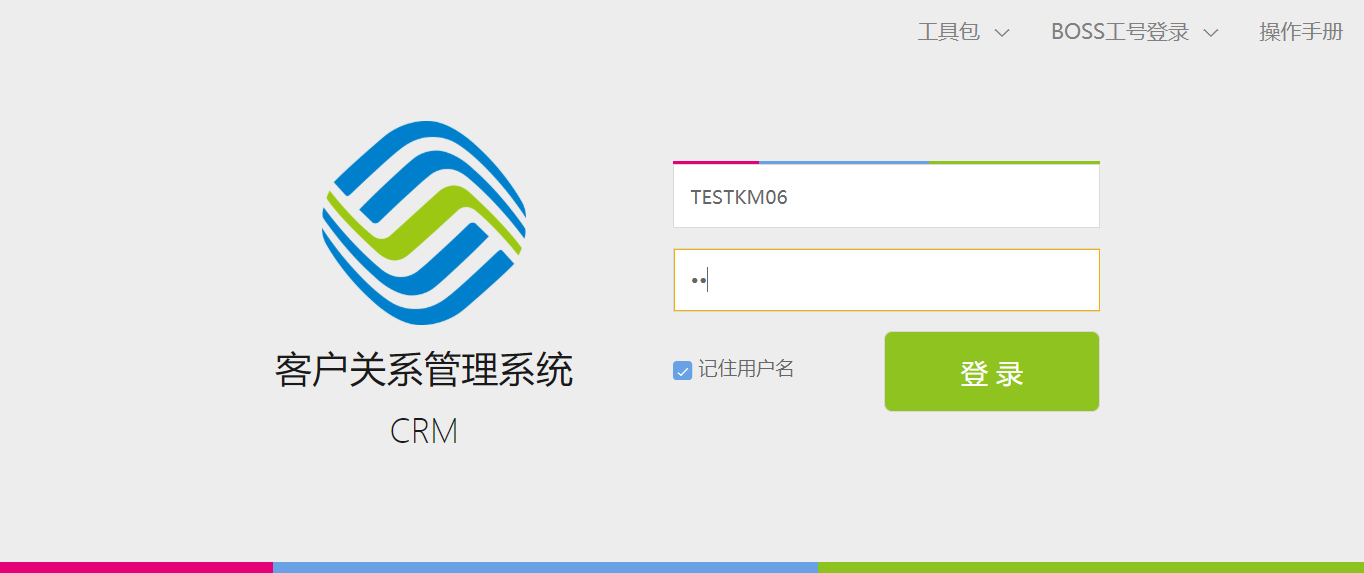 工具包 BOSS工号登录 操作手册
TESTKM06
••
记住用户名
登 录
客户关系管理系统
CRM